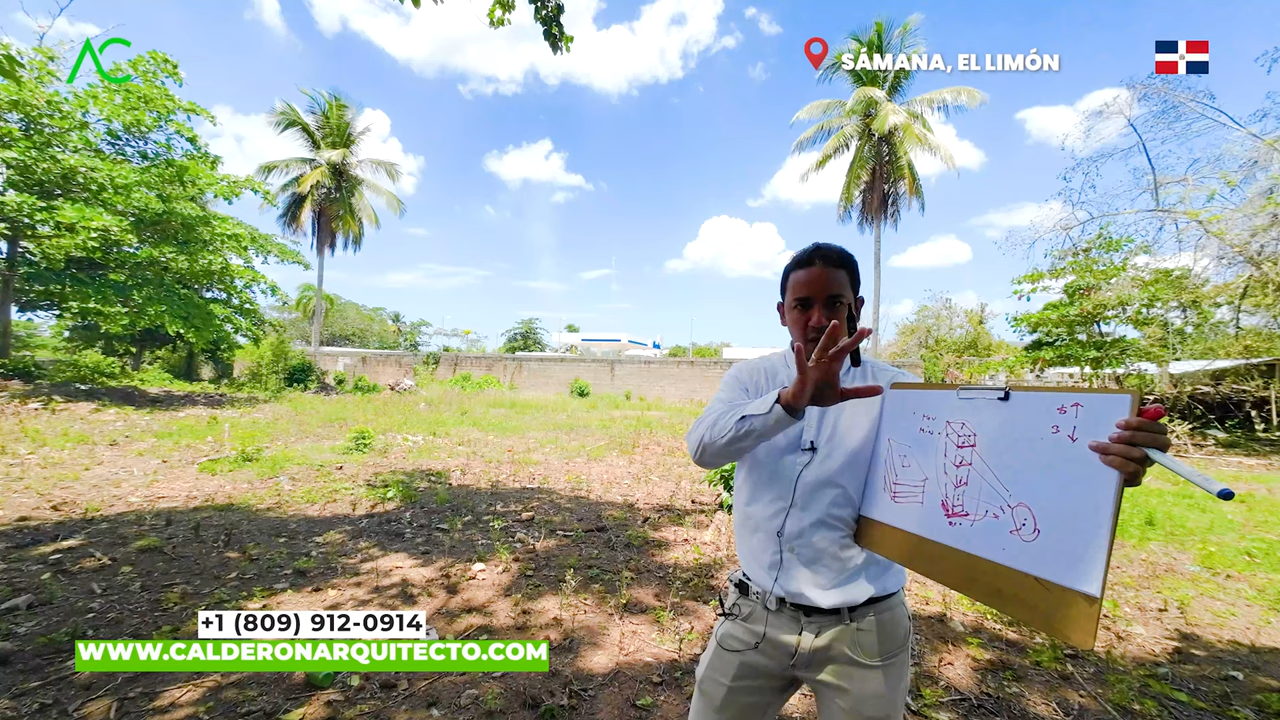 AC
SÁMANA, EL LIMÓN
5
3
+1 (809) 912-0914
WWW.CALDERONARQUITECTO.COM